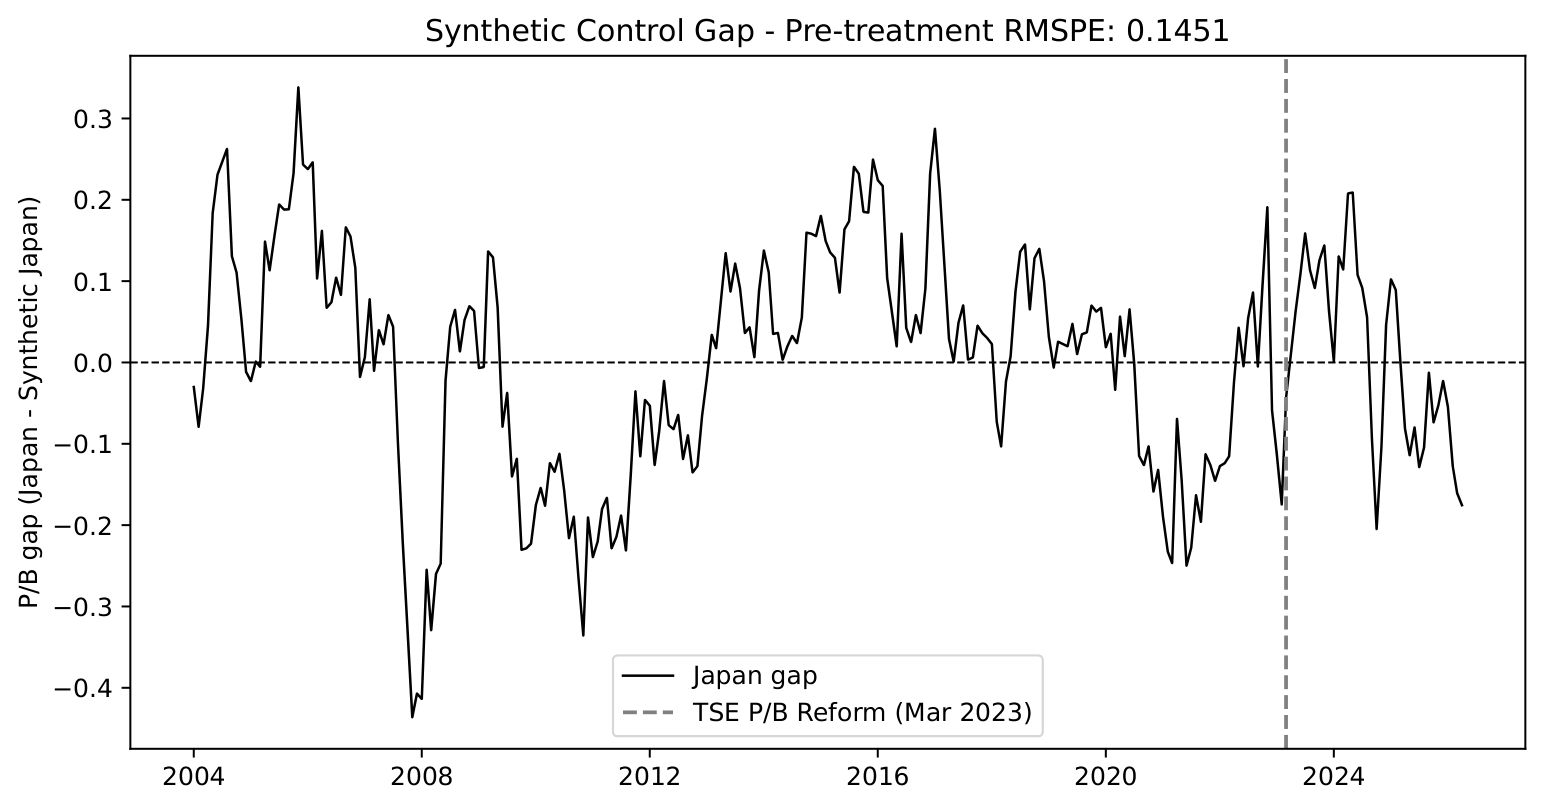 Synthetic Control Gap - Pre-treatment RMSPE: 0.1451
P/B gap (Japan - Synthetic Japan)
0.3
0.2
0.1
0.0
−0.1
−0.2
−0.3
−0.4
Japan gap
TSE P/B Reform (Mar 2023)
2004 2008 2012 2016 2020 2024